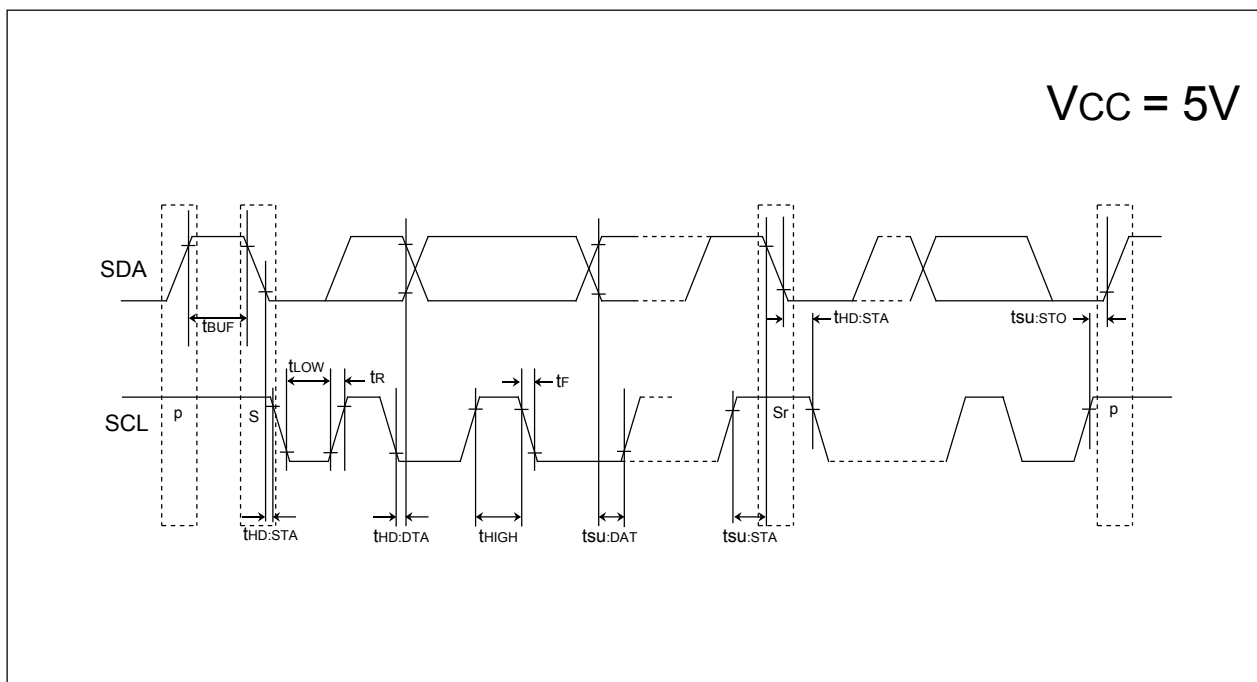 VCC = 5V
SDA
tBUF
tHD:STA
tsu:STO
tLOW
tR
tF
SCL
p
S
Sr
p
tHD:STA
tHD:DTA
tHIGH
tsu:DAT
tsu:STA